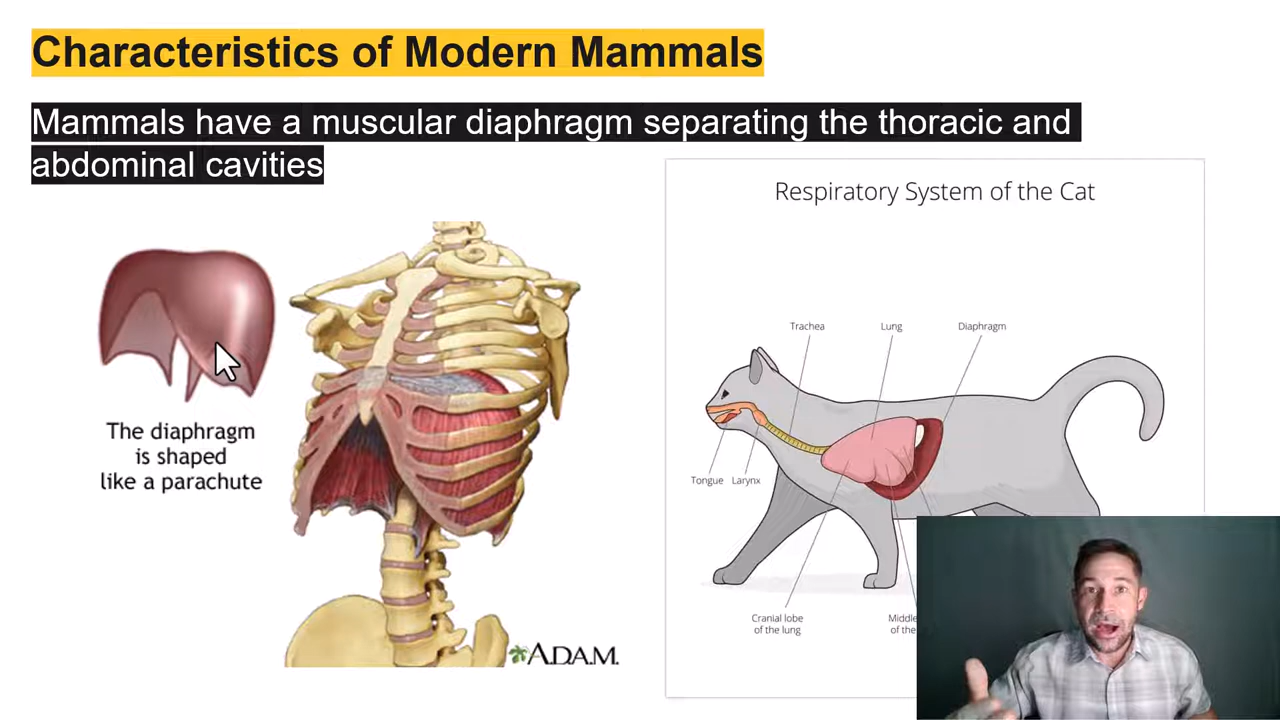 Characteristics of Modern Mammals
Mammals have a muscular diaphragm separating the thoracic and
abdominal cavities
The diaphragm
is shaped
like a parachute
A.D.A.M.
Respiratory System of the Cat
Trachea
Lung
Diaphragm
Tongue
Larynx
Cranial lobe
of the lung
Middle
of the